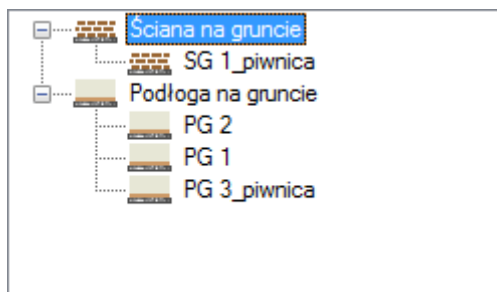 Ściana na gruncie
SG 1_piwnica
Podłoga na gruncie
PG 2
PG 1
PG 3_piwnica